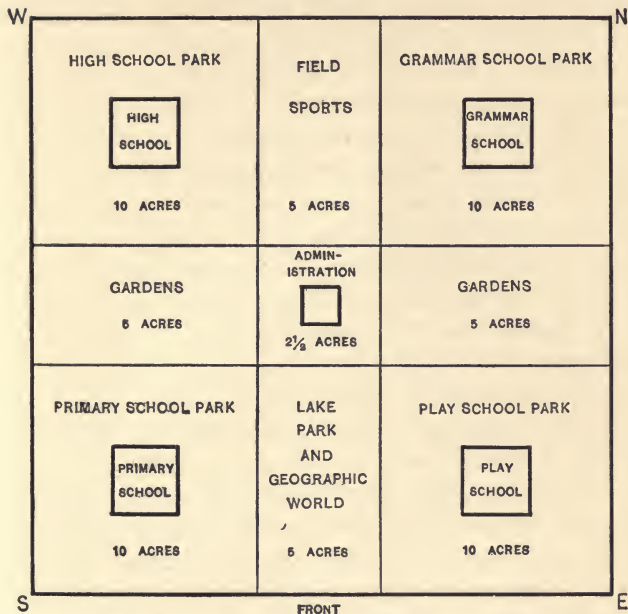 W
N
HIGH SCHOOL PARK
HIGH
SCHOOL
10 ACRES
FIELD
SPORTS
5 ACRES
GRAMMAR SCHOOL PARK
GRAMMAR
SCHOOL
10 ACRES
GARDENS
5 ACRES
ADMIN-
ISTRATION
2½ ACRES
GARDENS
5 ACRES
PRIMARY SCHOOL PARK
PRIMARY
SCHOOL
10 ACRES
LAKE
PARK
AND
GEOGRAPHIC
WORLD
5 ACRES
PLAY SCHOOL PARK
PLAY
SCHOOL
10 ACRES
S
FRONT
E